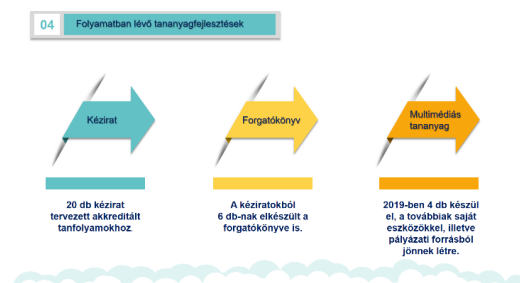 04 Folyamatban lévő tananyagfejlesztések
Kézirat
Forgatókönyv
Multimédiás
tananyag
20 db kézirat
tervezett akkreditált
tanfolyamokhoz.
A kéziratokból
6 db-nak elkészült a
forgatókönyve is.
2019-ben 4 db készül
el, a továbbiak saját
eszközökkel, illetve
pályázati forrásból
jönnek létre.